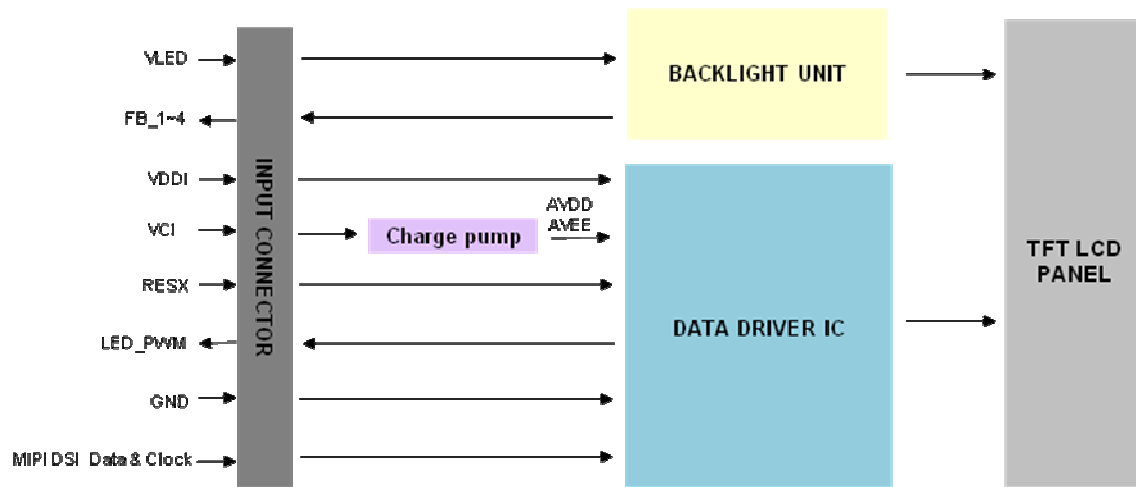 VLED
FB_1~4
VDDI
VCI
RESX
LED_PWM
GND
MIPI DSI Data & Clock
INPUT CONNECTOR
Charge pump
AVDD
AVEE
BACKLIGHT UNIT
DATA DRIVER IC
TFT LCD
PANEL